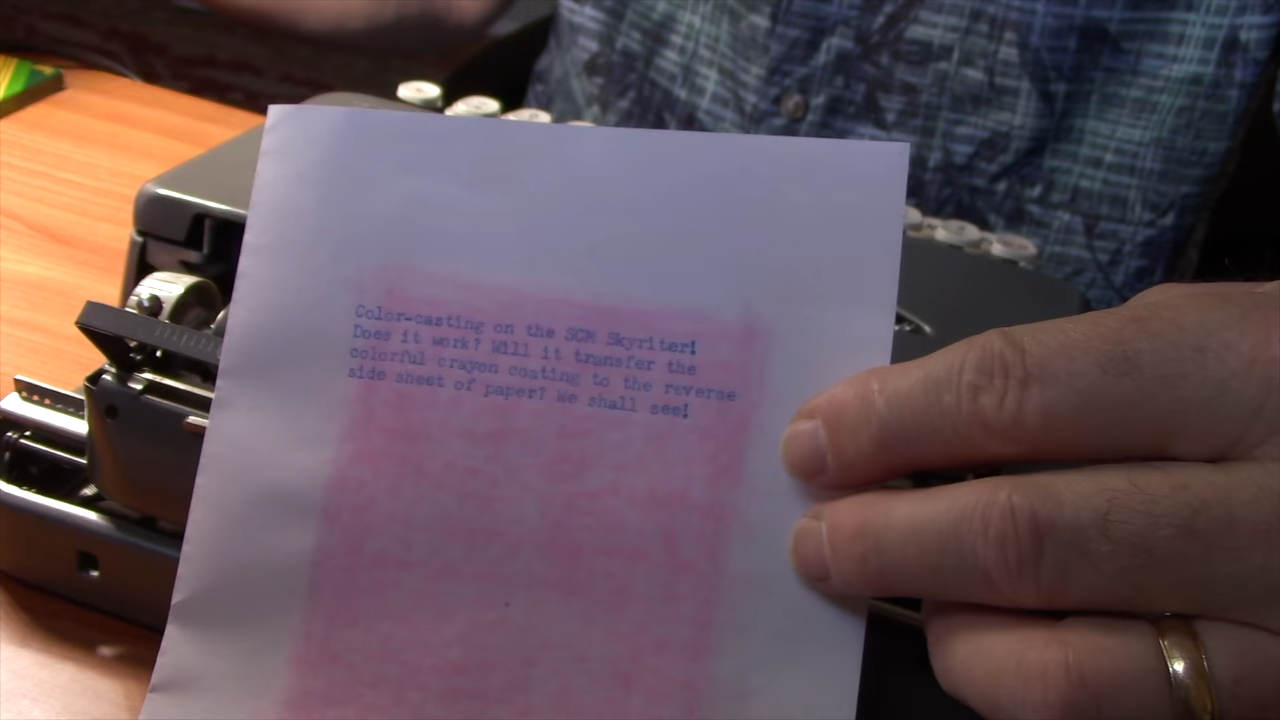 Color-casting on the SCM Skyriter!
Does it work? Will it transfer the
colorful crayon coating to the reverse
side sheet of paper? We shall see!